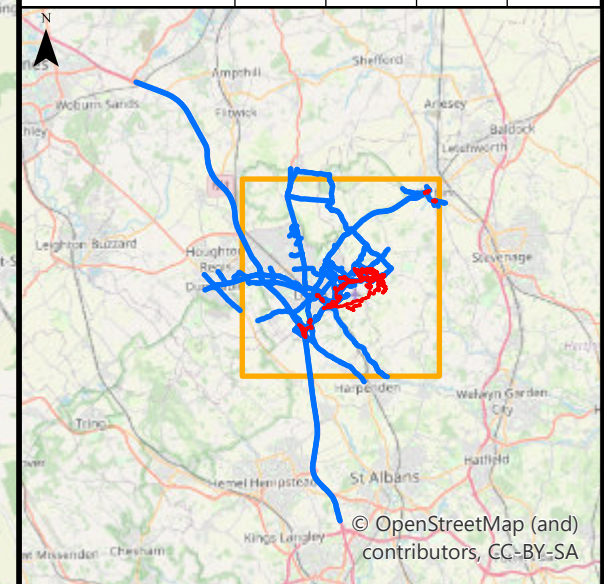 N
Ampthill
Shefford
Woburn Sands
Flitwick
Arlesey
Baldock
Letchworth
Leighton Buzzard
Houghton
Regis
Stevenage
Harpenden
Welwyn Garden
City
Tring
Hatfield
St Albans
Hemel Hempstead
Kings Langley
Chesham
© OpenStreetMap (and)
contributors, CC-BY-SA